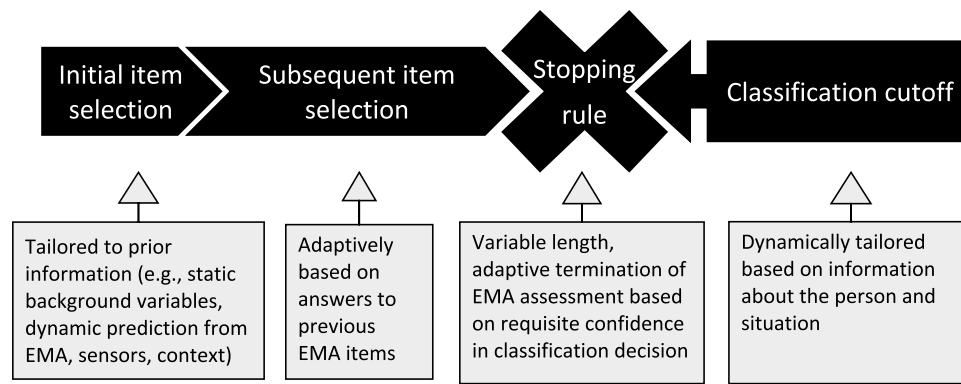 Initial item
selection
Subsequent item
selection
Stopping
rule
Classification cutoff
Tailored to prior
information (e.g., static
background variables,
dynamic prediction from
EMA, sensors, context)
Adaptively
based on
answers to
previous
EMA items
Variable length,
adaptive termination of
EMA assessment based
on requisite confidence
in classification decision
Dynamically tailored
based on information
about the person and
situation